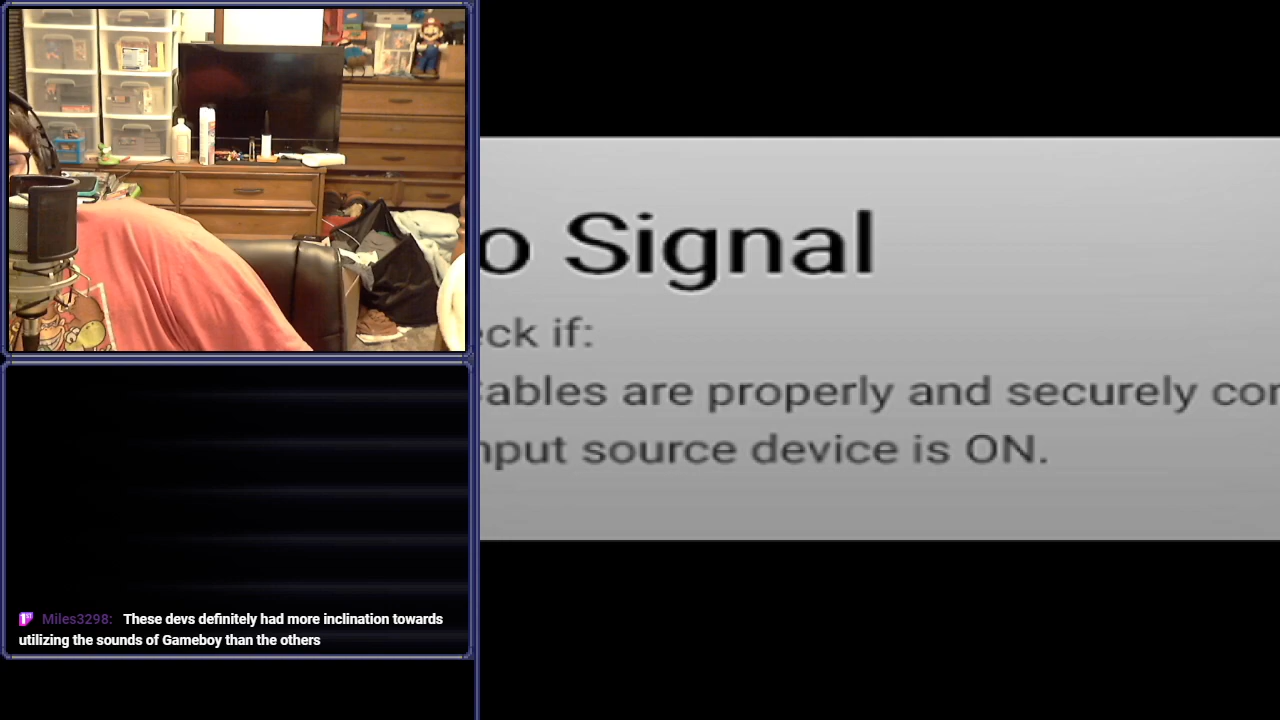 o Signal
eck if:
ables are properly and securely cor
nput source device is ON.
Miles3298: These devs definitely had more inclination towards
utilizing the sounds of Gameboy than the others